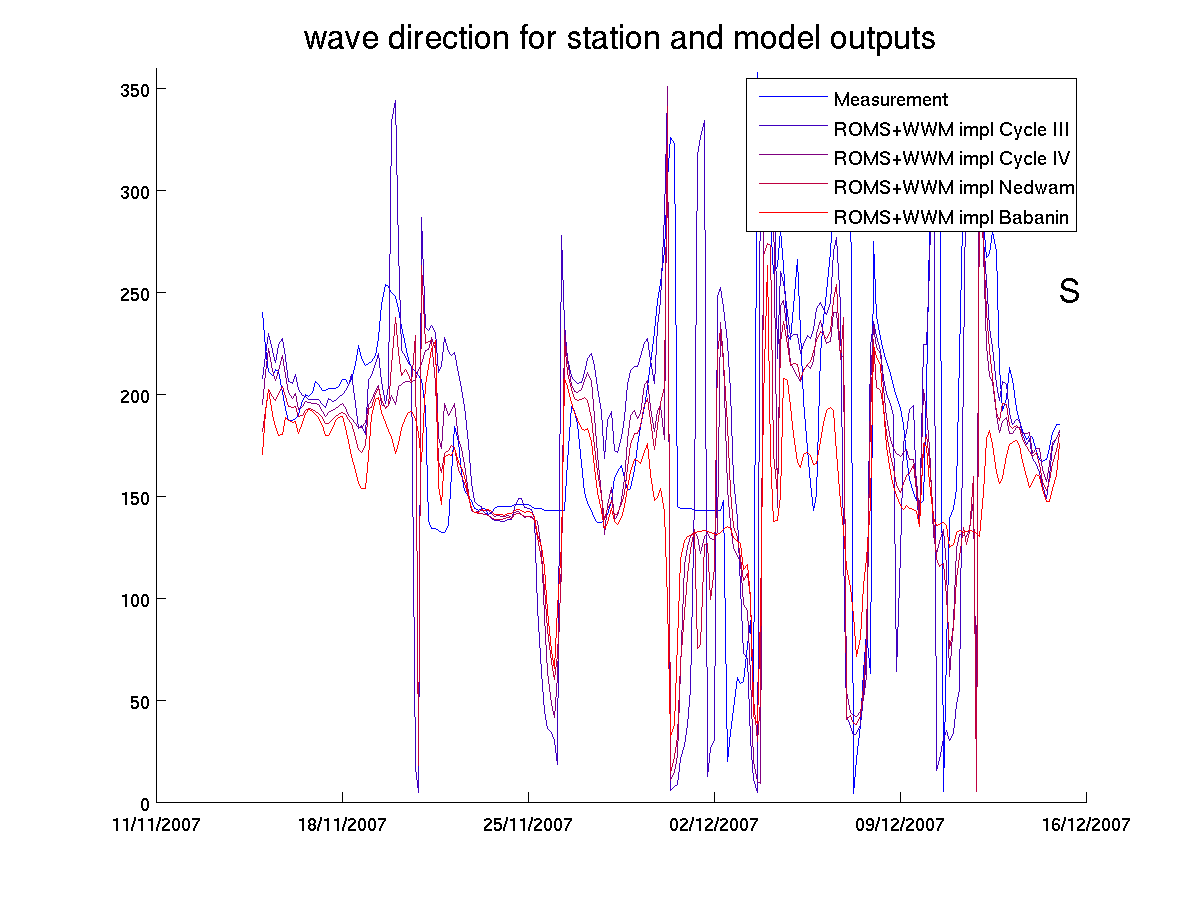 wave direction for station and model outputs
350
300
250
200
150
100
50
0
11/11/2007 18/11/2007 25/11/2007 02/12/2007 09/12/2007 16/12/2007
Measurement
ROMS+WWM impl Cycle III
ROMS+WWM impl Cycle IV
ROMS+WWM impl Nedwam
ROMS+WWM impl Babanin
S